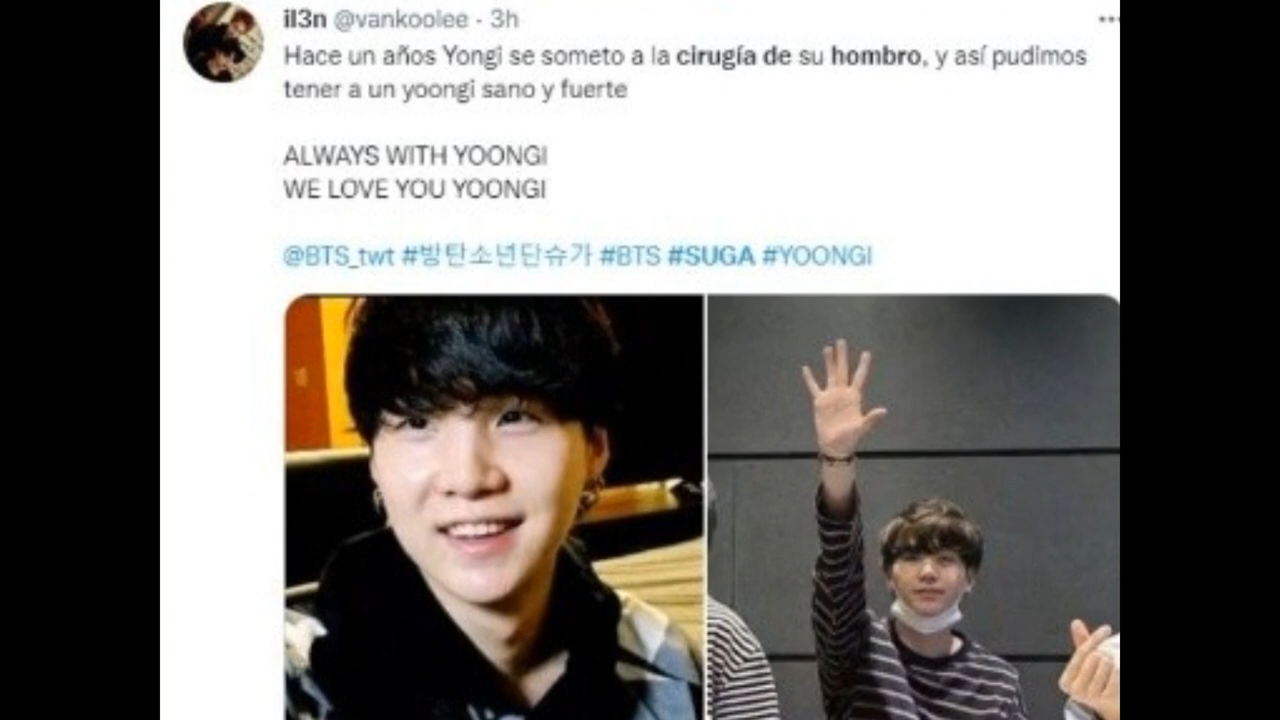 il3n @vankoolee · 3h
Hace un años Yongi se someto a la cirugía de su hombro, y así pudimos
tener a un yoongi sano y fuerte
ALWAYS WITH YOONGI
WE LOVE YOU YOONGI
@BTS_twt #방탄소년단슈가 #BTS #SUGA #YOONGI